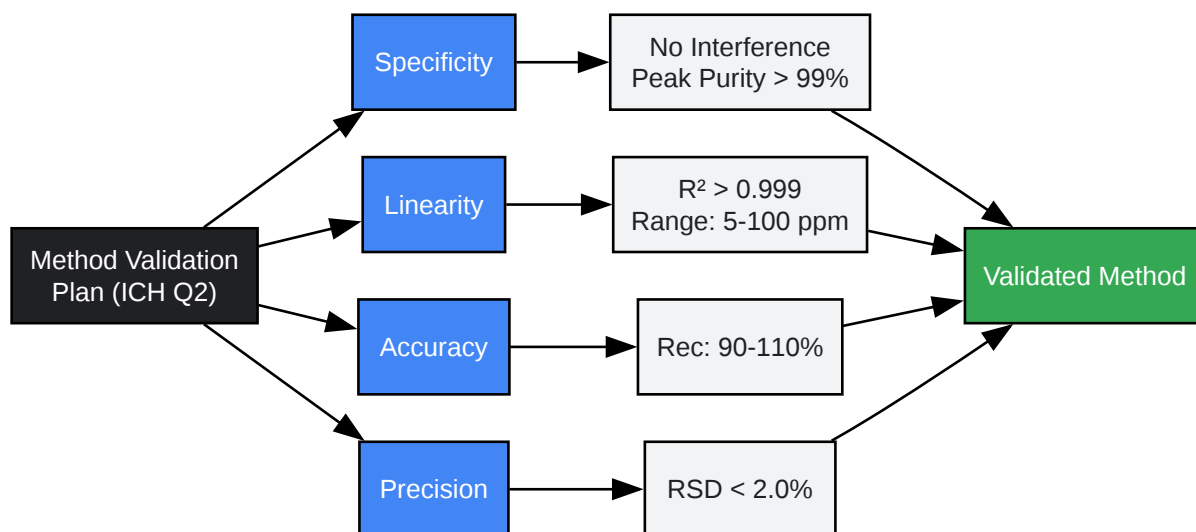 Specificity
No Interference
Peak Purity > 99%
Linearity
R² > 0.999
Range: 5-100 ppm
Method Validation
Plan (ICH Q2)
Validated Method
Accuracy
Rec: 90-110%
Precision
RSD < 2.0%